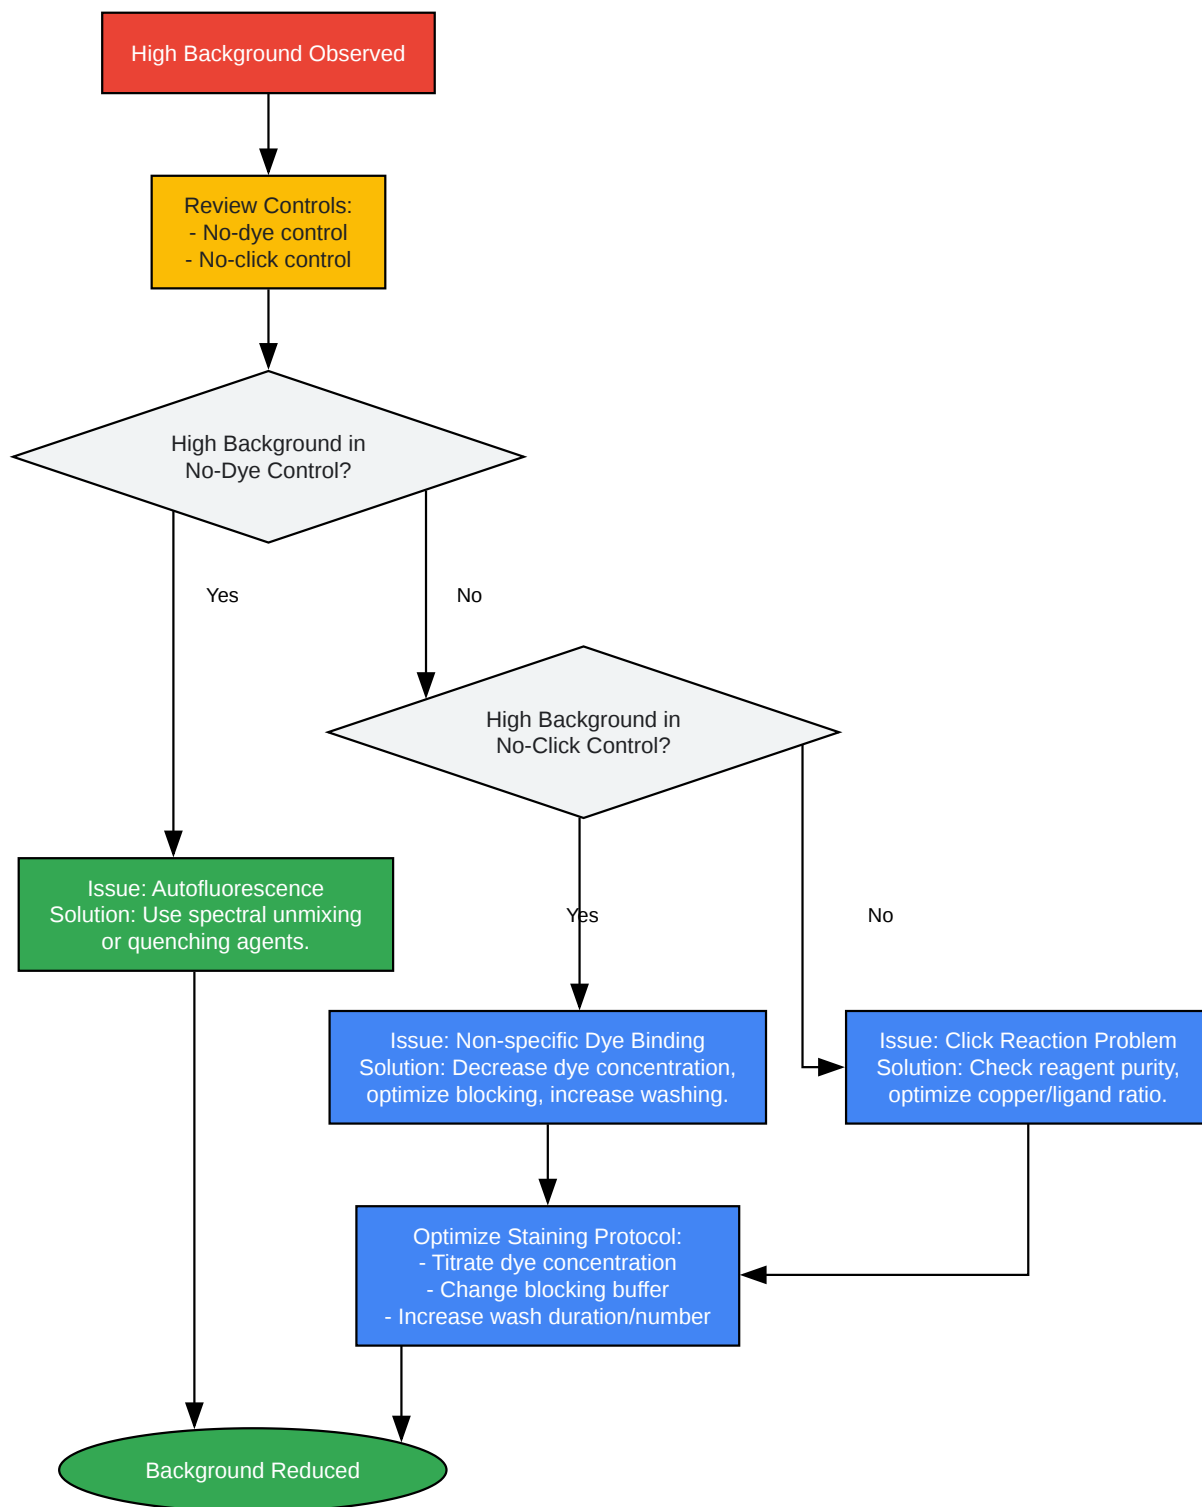 High Background Observed
Review Controls:
- No-dye control
- No-click control
High Background in
No-Dye Control?
Yes
No
High Background in
No-Click Control?
Issue: Autofluorescence
Solution: Use spectral unmixing
or quenching agents.
Yes
No
Issue: Non-specific Dye Binding
Solution: Decrease dye concentration,
optimize blocking, increase washing.
Issue: Click Reaction Problem
Solution: Check reagent purity,
optimize copper/ligand ratio.
Optimize Staining Protocol:
- Titrate dye concentration
- Change blocking buffer
- Increase wash duration/number
Background Reduced